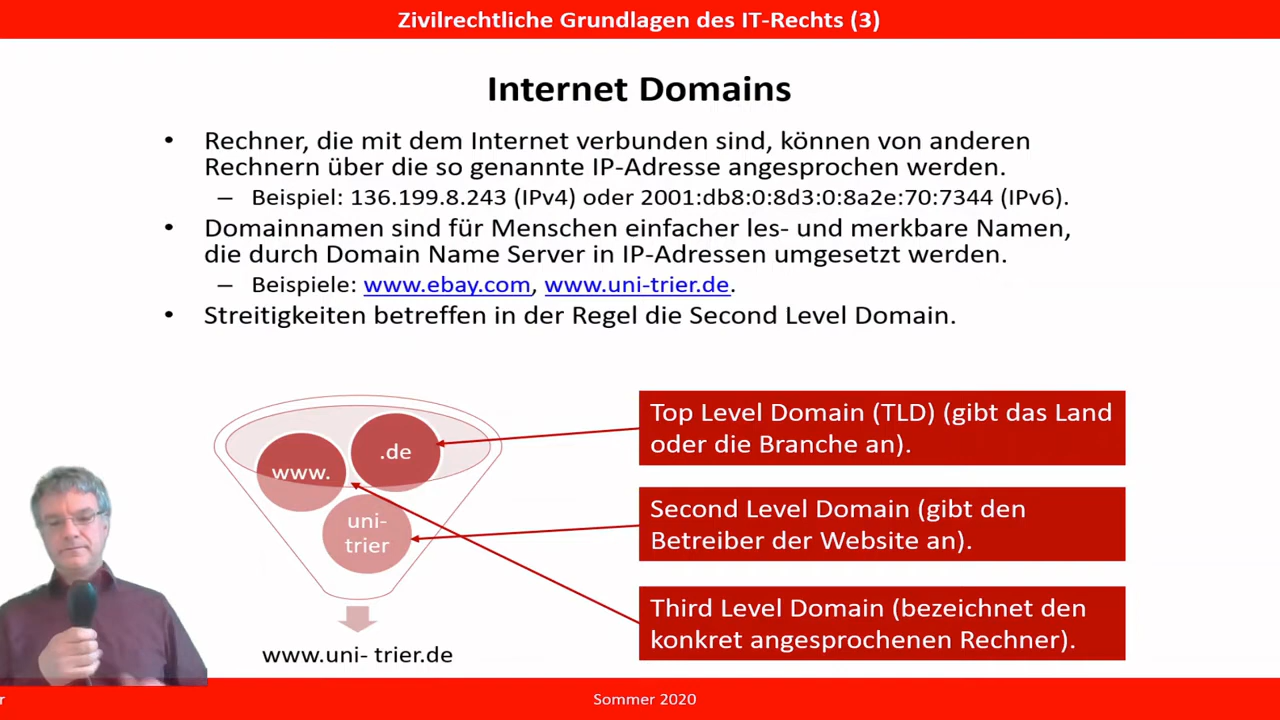 Zivilrechtliche Grundlagen des IT-Rechts (3)
Internet Domains
• Rechner, die mit dem Internet verbunden sind, können von anderen
Rechnern über die so genannte IP-Adresse angesprochen werden.
– Beispiel: 136.199.8.243 (IPv4) oder 2001:db8:0:8d3:0:8a2e:70:7344 (IPv6).
• Domainnamen sind für Menschen einfacher les- und merkbare Namen,
die durch Domain Name Server in IP-Adressen umgesetzt werden.
– Beispiele: www.ebay.com, www.uni-trier.de.
• Streitigkeiten betreffen in der Regel die Second Level Domain.
www.
.de
uni-
trier
www.uni- trier.de
Top Level Domain (TLD) (gibt das Land
oder die Branche an).
Second Level Domain (gibt den
Betreiber der Website an).
Third Level Domain (bezeichnet den
konkret angesprochenen Rechner).
r
Sommer 2020